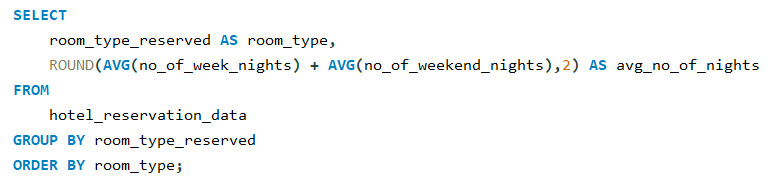 SELECT
    room_type_reserved AS room_type,
    ROUND(AVG(no_of_week_nights) + AVG(no_of_weekend_nights),2) AS avg_no_of_nights
FROM
    hotel_reservation_data
GROUP BY room_type_reserved
ORDER BY room_type;